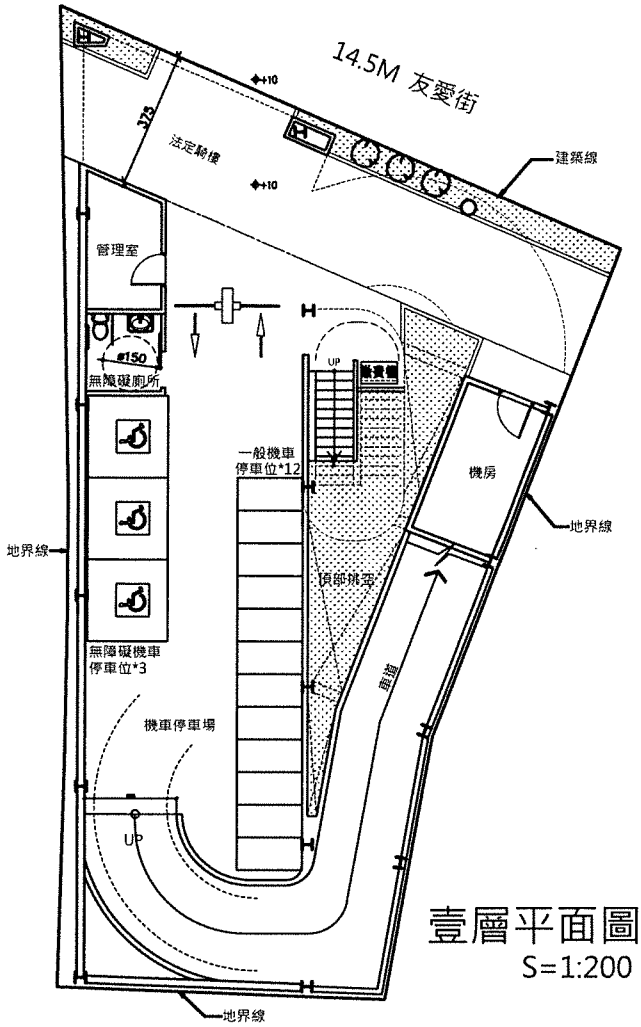 14.5M 友愛街
+10
375
法定騎樓
建築線
+10
管理室
UP
ø150
無障礙廁所
一般機車
停車位*12
機房
地界線
地界線
頂部挑空
無障礙機車
停車位*3
車道
機車停車場
UP
壹層平面圖
S=1:200
地界線